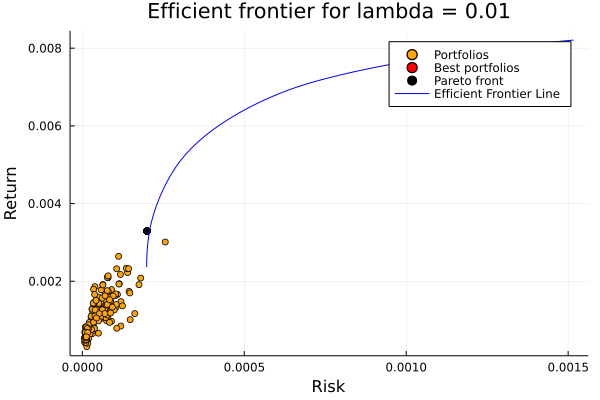 Efficient frontier for lambda = 0.01
0.008
0.006
0.004
0.002
Return
Portfolios
Best portfolios
Pareto front
Efficient Frontier Line
0.0000
0.0005
0.0010
0.0015
Risk